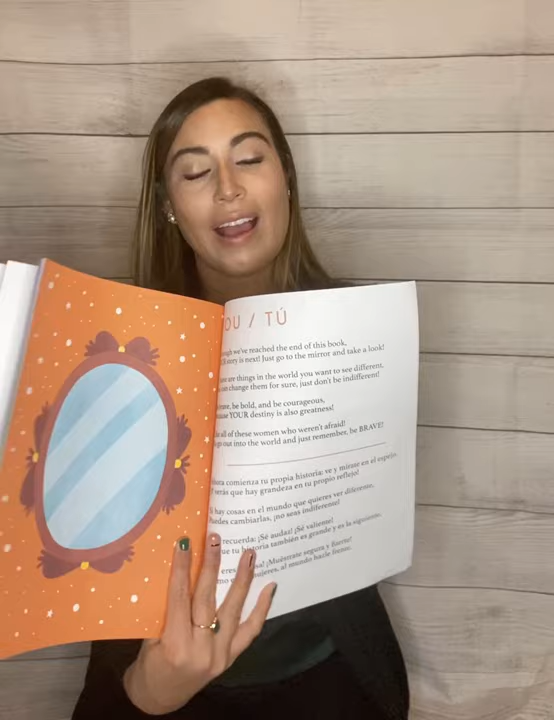 OU / TÚ
ough we've reached the end of this book,
story is next! Just go to the mirror and take a look!
are things in the world you want to see different,
change them for sure, just don't be indifferent!
be bold, and be courageous,
YOUR destiny is also greatness!
all of these women who weren't afraid!
out into the world and just remember, be BRAVE!
comienza tu propia historia; ve y mírate en el espejo,
verás que hay grandeza en tu propio reflejo!
hay cosas en el mundo que quieres ver diferente,
Puedes cambiarlas, ¡no seas indiferente!
recuerda: ¡Sé audaz! ¡Sé valiente!
que tu historia también es grande y es la siguiente.
eres ¡Muéstrate segura y fuerte!
mujeres, al mundo hazle frente.